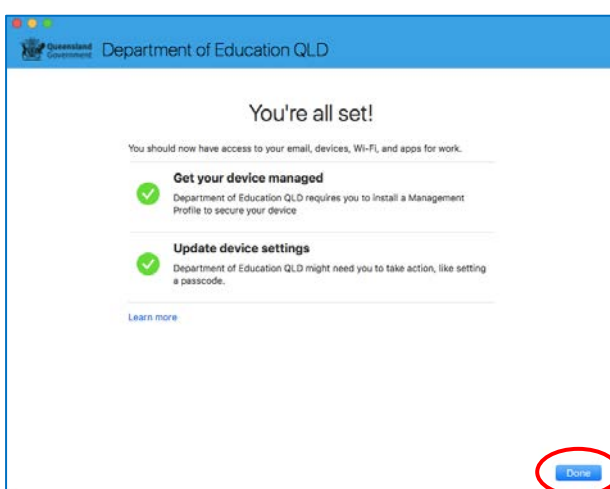 Queensland
Government
Department of Education QLD
You're all set!
You should now have access to your email, devices, Wi-Fi, and apps for work.
Get your device managed
Department of Education QLD requires you to install a Management
Profile to secure your device
Update device settings
Department of Education QLD might need you to take action, like setting
a passcode.
Learn more
Done